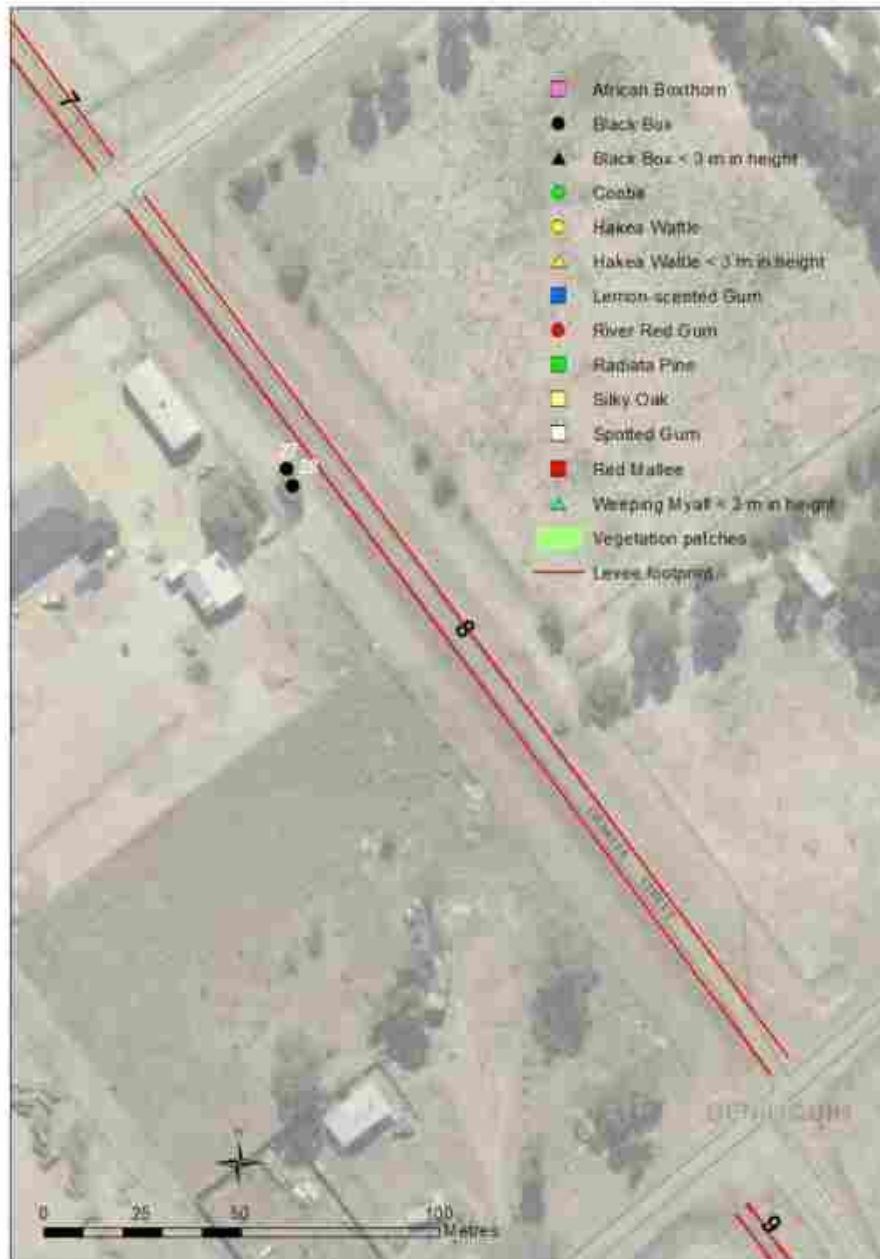 7
African Boxthorn
Black Box
Black Box < 3 m in height
Cooba
Hakea Wattle
Hakea Wattle < 3 m in height
Lemon-scented Gum
River Red Gum
Radiata Pine
Silky Oak
Spotted Gum
Red Mallee
Weeping Myall < 3 m in height
Vegetation patches
Levee footprint
8
STREET
9
0 25 50 100
Metres